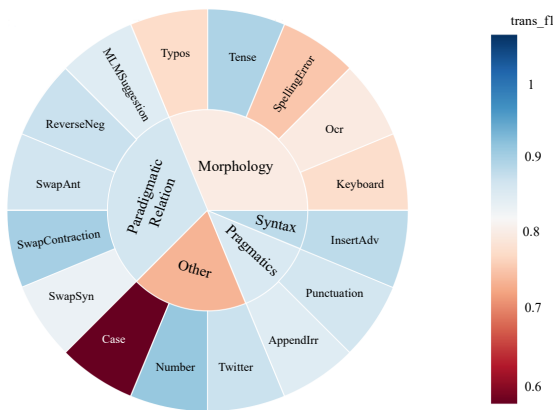 trans_f1
Typos
Tense
SpellingError
Ocr
Keyboard
InsertAdv
Punctuation
AppendIrr
Twitter
Number
Case
SwapSyn
SwapContraction
SwapAnt
ReverseNeg
MLMSuggestion
Morphology
Syntax
Pragmatics
Other
Paradigmatic
Relation
1
0.9
0.8
0.7
0.6